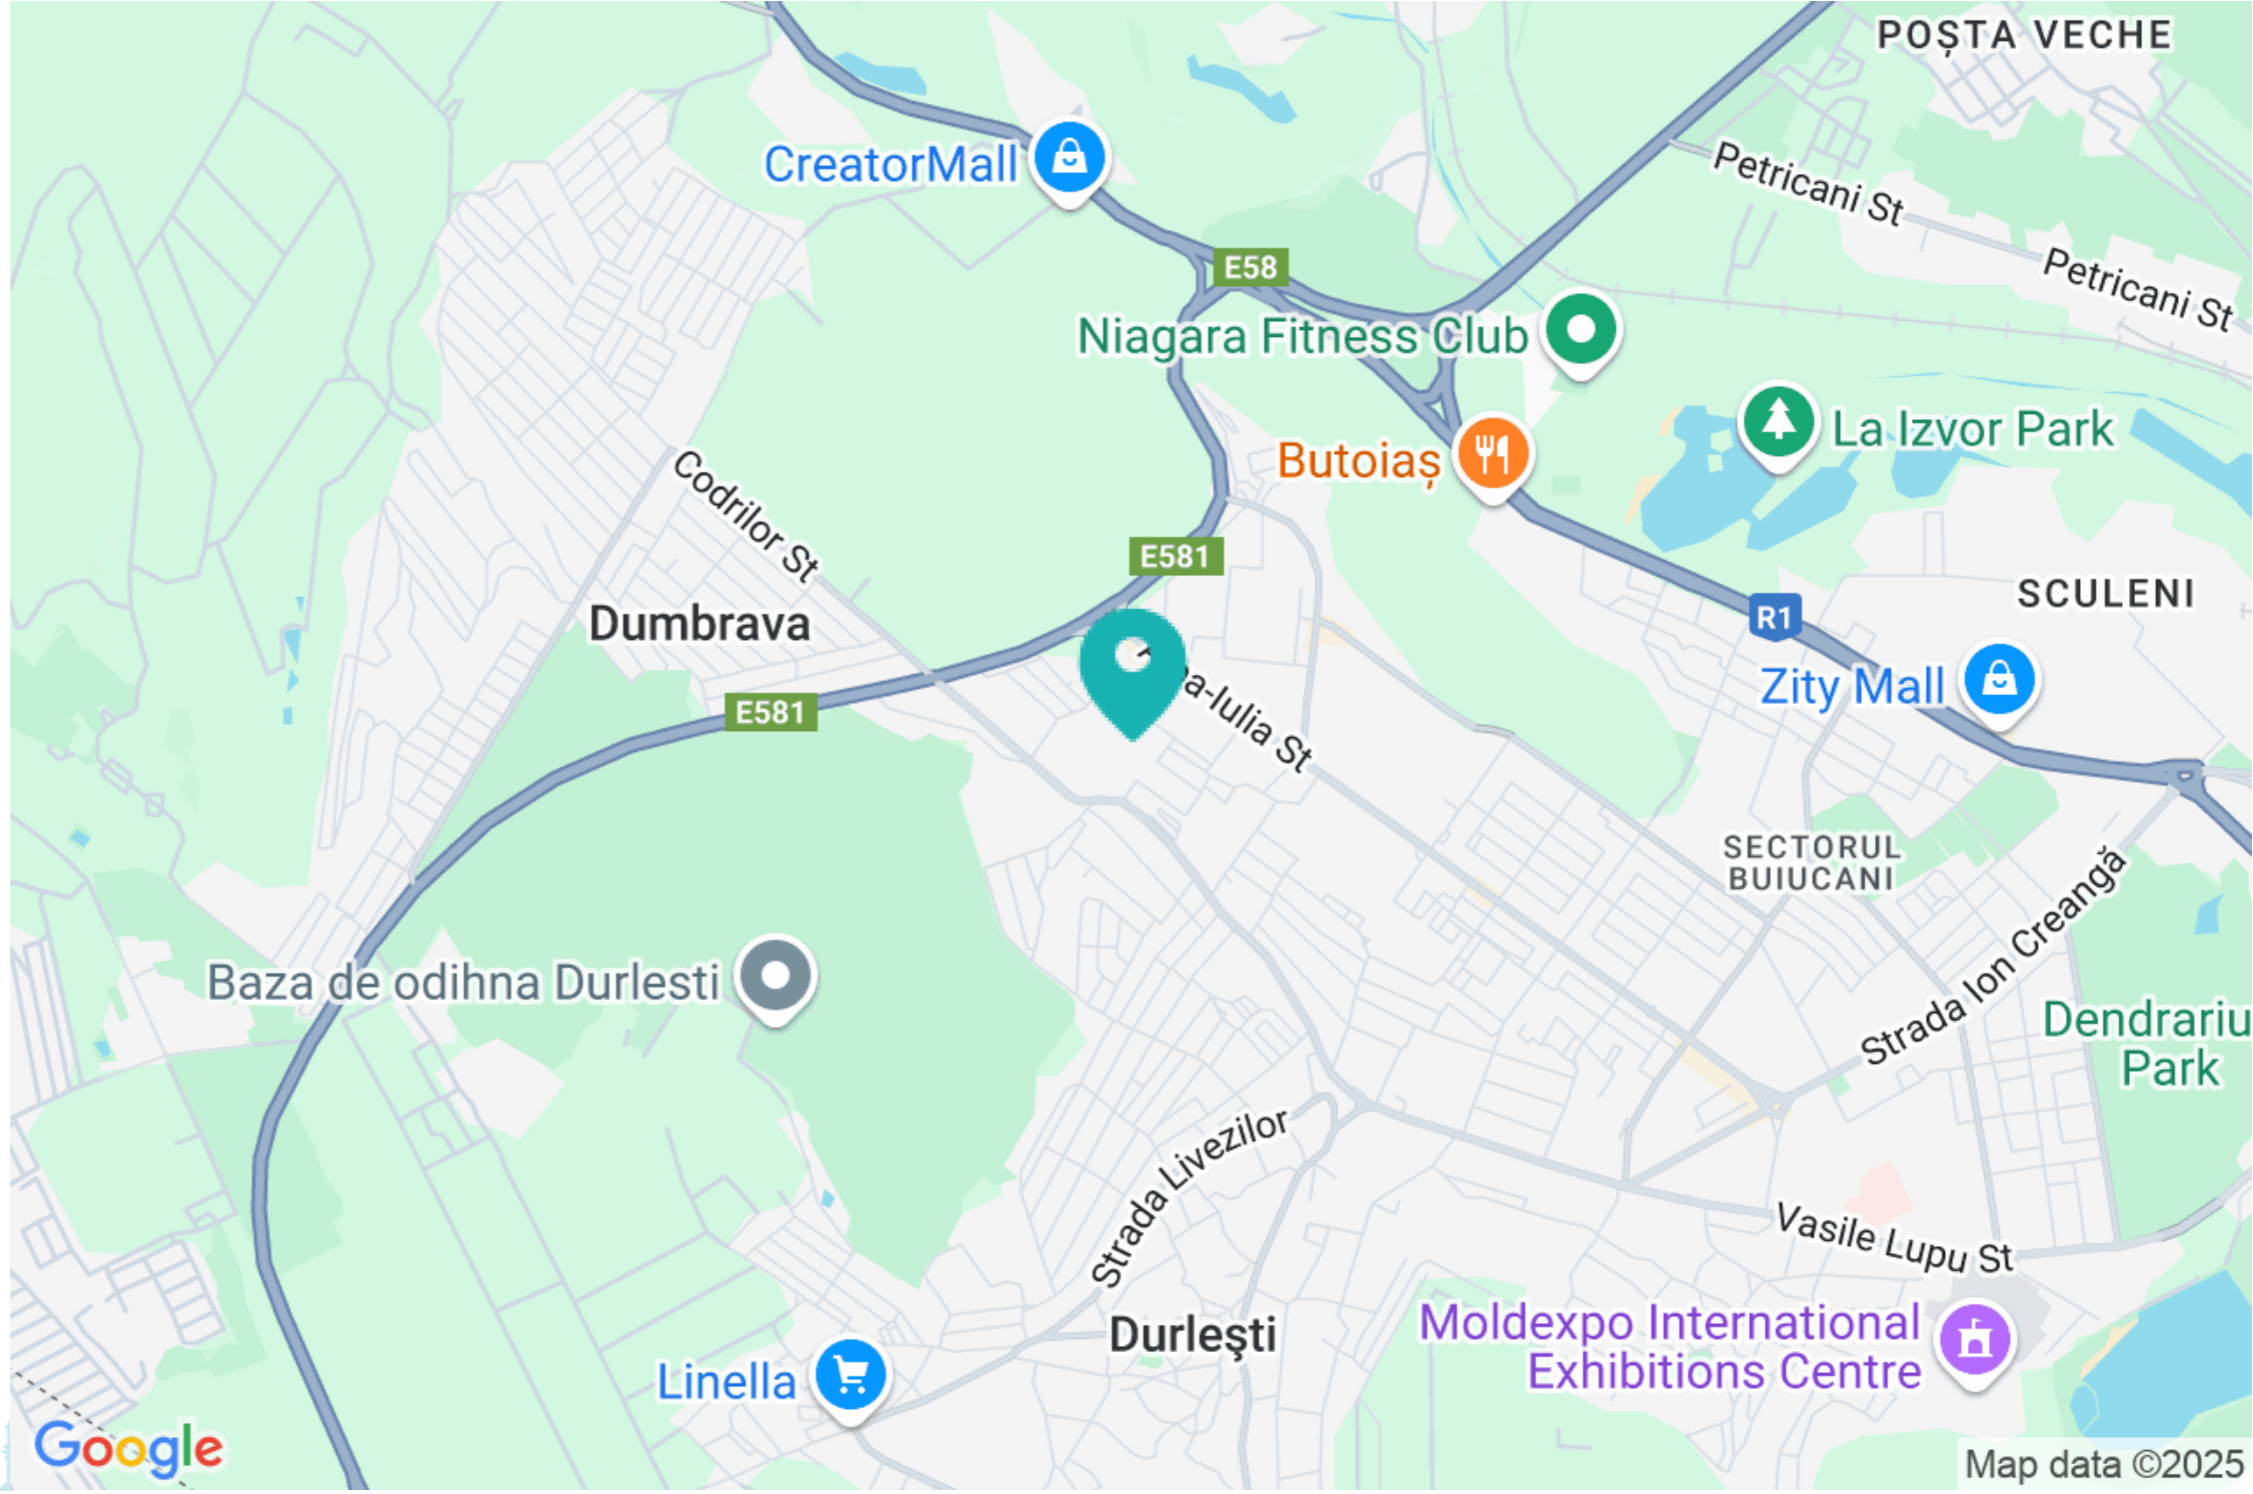 POȘTA VECHE
CreatorMall
Petricani St
E58
Petricani St
Niagara Fitness Club
La Izvor Park
Butoiaș
Codrilor St
E581
SCULENI
Dumbrava
R1
Zity Mall
E581
a-Iulia St
SECTORUL
BUIUCANI
Strada Ion Creangă
Baza de odihna Durlesti
Dendrariu
Park
Strada Livezilor
Vasile Lupu St
Durleşti
Moldexpo International
Exhibitions Centre
Linella
Google
Map data ©2025